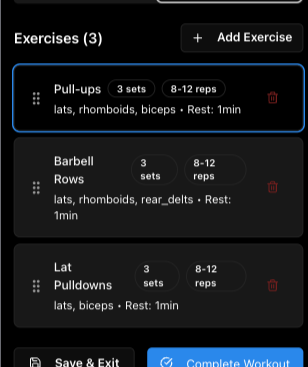 Exercises (3)
+ Add Exercise
Pull-ups 3 sets 8-12 reps
lats, rhomboids, biceps • Rest: 1min
Barbell
Rows
3
sets
8-12
reps
lats, rhomboids, rear_delts • Rest:
1min
Lat
Pulldowns
3
sets
8-12
reps
lats, biceps • Rest: 1min
Save & Exit
Complete Workout